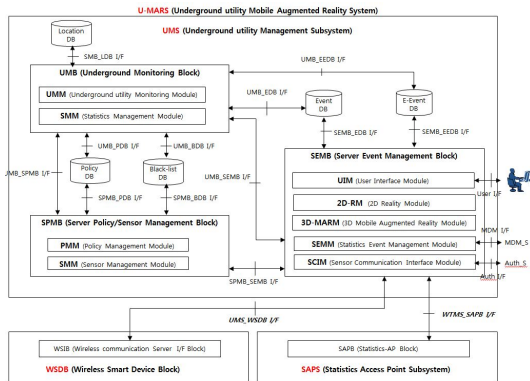 U-MARS (Underground utility Mobile Augmented Reality System)
UMS (Underground utility Management Subsystem)
Location
DB
SMB_LDB I/F
UMB (Underground Monitoring Block)
UMM (Underground utility Monitoring Module)
SMM (Statistics Management Module)
UMB_EEDB I/F
UMB_EDB I/F
Event
DB
E-Event
DB
UMB_PDB I/F
UMB_BDB I/F
SEMB_EDB I/F
SEMB_EEDB I/F
UMB_SPMB I/F
Policy
DB
Black-list
DB
UMB_SEMB I/F
SPMB_PDB I/F
SPMB_BDB I/F
SEMB (Server Event Management Block)
UIM (User Interface Module)
User I/F
2D-RM (2D Reality Module)
3D-MARM (3D Mobile Augmented Reality Module)
MDM I/F
SEMM (Statistics Event Management Module)
MDM_S
SCIM (Sensor Communication Interface Module)
Auth_S
Auth I/F
SPMB (Server Policy/Sensor Management Block)
PMM (Policy Management Module)
SMM (Sensor Management Module)
SPMB_SEMB I/F
UMS_WSDB I/F
WTMS_SAPB I/F
WSIB (Wireless communication Server I/F Block)
SAPB (Statistics-AP Block)
WSDB (Wireless Smart Device Block)
SAPS (Statistics Access Point Subsystem)